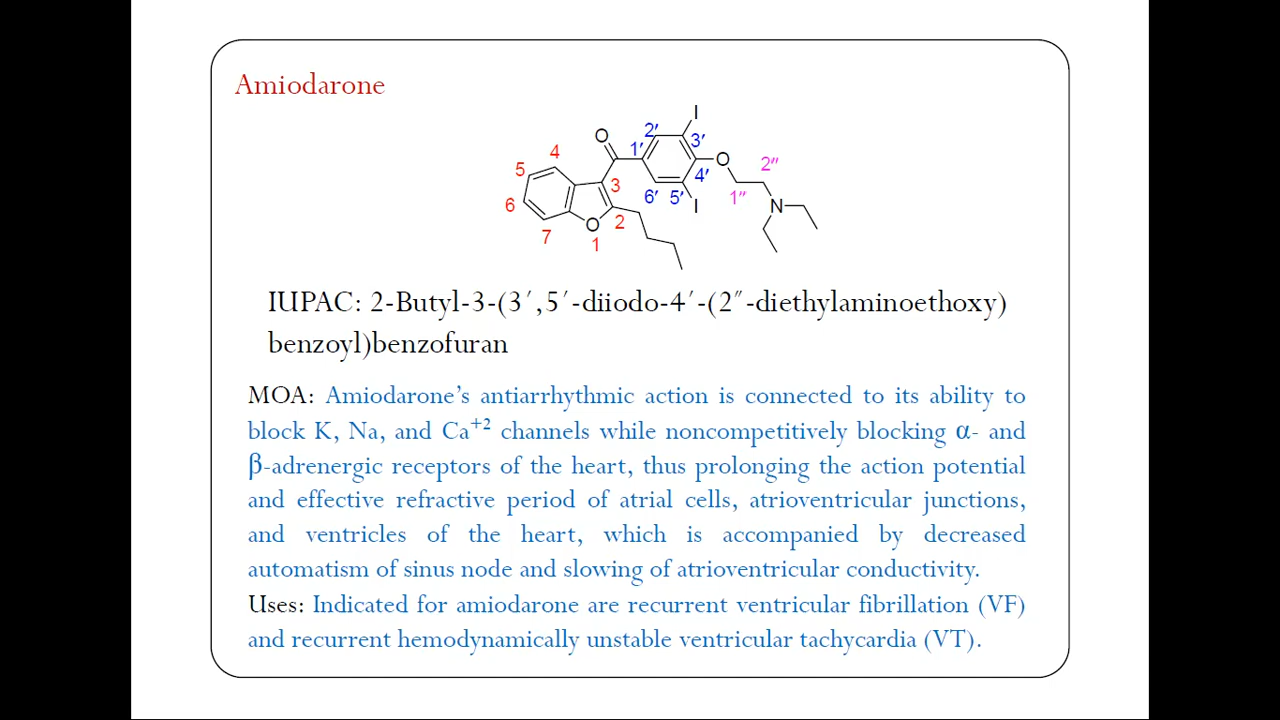 Amiodarone
I
O
2′
3′
1′
O
4
2″
5
4′
3
6′
5′
1″
6
I
N
2
O
7
1
IUPAC: 2-Butyl-3-(3′,5′-diiodo-4′-(2″-diethylaminoethoxy)
benzoyl)benzofuran
MOA: Amiodarone’s antiarrhythmic action is connected to its ability to
block K, Na, and Ca+2 channels while noncompetitively blocking α- and
β-adrenergic receptors of the heart, thus prolonging the action potential
and effective refractive period of atrial cells, atrioventricular junctions,
and ventricles of the heart, which is accompanied by decreased
automatism of sinus node and slowing of atrioventricular conductivity.
Uses: Indicated for amiodarone are recurrent ventricular fibrillation (VF)
and recurrent hemodynamically unstable ventricular tachycardia (VT).